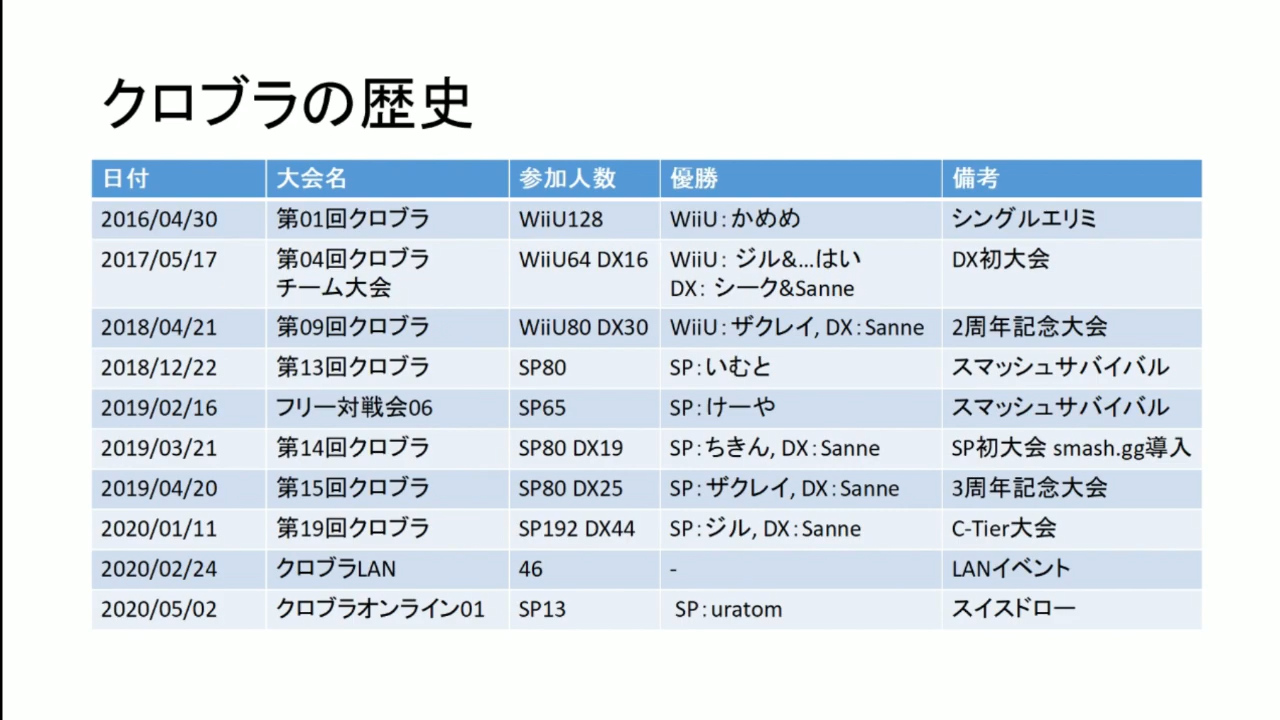 クロブラの歴史
日付 大会名 参加人数 優勝 備考
2016/04/30 第01回クロブラ WiiU128 WiiU：かめめ シングルエリミ
2017/05/17 第04回クロブラ WiiU64 DX16 WiiU： ジル&...はい DX初大会
チーム大会 DX： シーク&Sanne
2018/04/21 第09回クロブラ WiiU80 DX30 WiiU：ザクレイ, DX：Sanne 2周年記念大会
2018/12/22 第13回クロブラ SP80 SP：いむと スマッシュサバイバル
2019/02/16 フリー対戦会06 SP65 SP：けーや スマッシュサバイバル
2019/03/21 第14回クロブラ SP80 DX19 SP：ちきん, DX：Sanne SP初大会 smash.gg導入
2019/04/20 第15回クロブラ SP80 DX25 SP：ザクレイ, DX：Sanne 3周年記念大会
2020/01/11 第19回クロブラ SP192 DX44 SP：ジル, DX：Sanne C-Tier大会
2020/02/24 クロブラLAN 46 - LANイベント
2020/05/02 クロブラオンライン01 SP13 SP：uratom スイスドロー